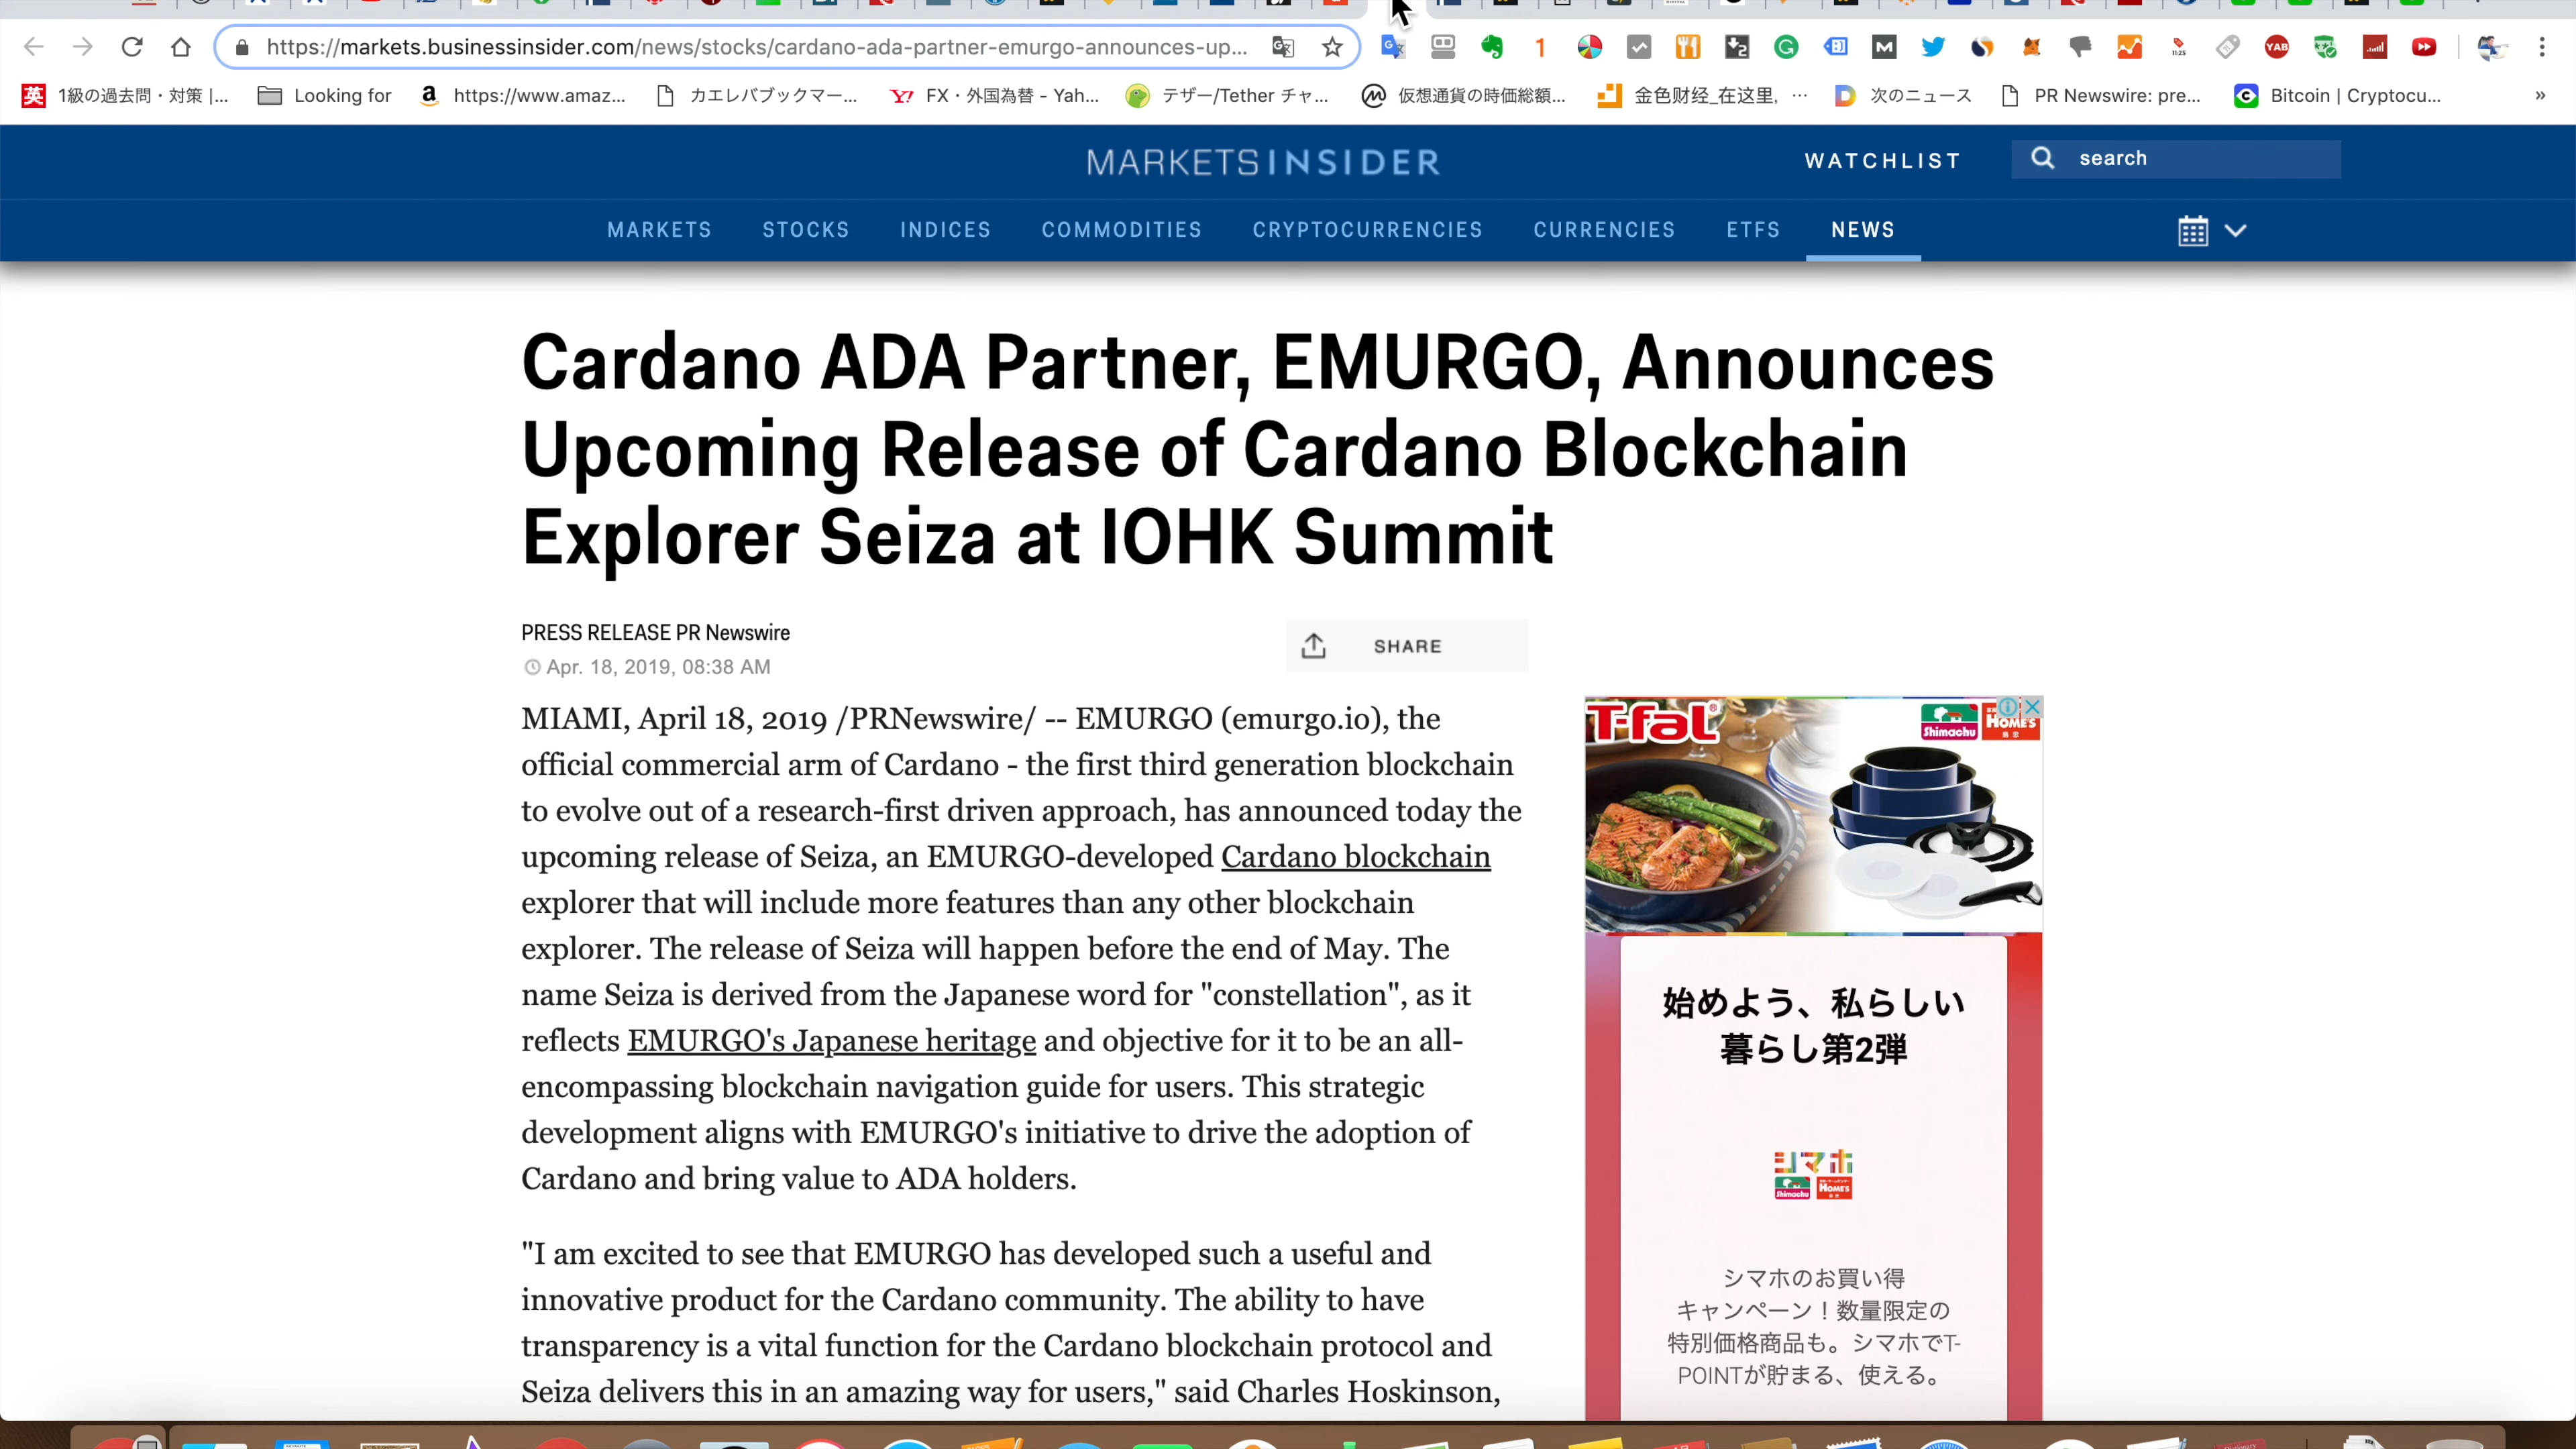 https://markets.businessinsider.com/news/stocks/cardano-ada-partner-emurgo-announces-up...
英 1級の過去問・対策 |... Looking for https://www.amaz... カエレバブックマー... FX・外国為替 - Yah... テザー/Tether チャ... 仮想通貨の時価総額... 金色财经_在这里, ... 次のニュース PR Newswire: pre... Bitcoin | Cryptocu... »
MARKETS INSIDER
WATCHLIST
search
MARKETS STOCKS INDICES COMMODITIES CRYPTOCURRENCIES CURRENCIES ETFS NEWS
Cardano ADA Partner, EMURGO, Announces
Upcoming Release of Cardano Blockchain
Explorer Seiza at IOHK Summit
PRESS RELEASE PR Newswire
Apr. 18, 2019, 08:38 AM
SHARE
MIAMI, April 18, 2019 /PRNewswire/ -- EMURGO (emurgo.io), the
official commercial arm of Cardano - the first third generation blockchain
to evolve out of a research-first driven approach, has announced today the
upcoming release of Seiza, an EMURGO-developed Cardano blockchain
explorer that will include more features than any other blockchain
explorer. The release of Seiza will happen before the end of May. The
name Seiza is derived from the Japanese word for "constellation", as it
reflects EMURGO's Japanese heritage and objective for it to be an all-
encompassing blockchain navigation guide for users. This strategic
development aligns with EMURGO's initiative to drive the adoption of
Cardano and bring value to ADA holders.
"I am excited to see that EMURGO has developed such a useful and
innovative product for the Cardano community. The ability to have
transparency is a vital function for the Cardano blockchain protocol and
Seiza delivers this in an amazing way for users," said Charles Hoskinson,
T-fal
Shimachu HOME'S
始めよう、私らしい
暮らし第2弾
シマホ
Shimachu HOME'S
シマホのお買い得
キャンペーン！数量限定の
特別価格商品も。シマホでT-
POINTが貯まる、使える。